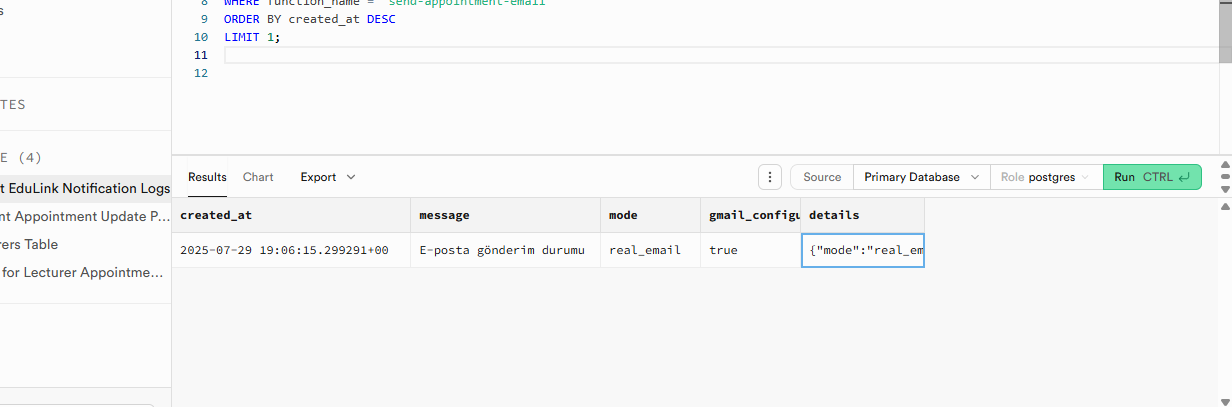 s
8 WHERE function_name = 'send-appointment-email'
9 ORDER BY created_at DESC
10 LIMIT 1;
11
12
TES
E (4)
t EduLink Notification Logs
nt Appointment Update P...
rers Table
for Lecturer Appointme...
Results Chart Export Source Primary Database Role postgres Run CTRL
created_at message mode gmail_configu details
2025-07-29 19:06:15.299291+00 E-posta gönderim durumu real_email true {"mode":"real_em